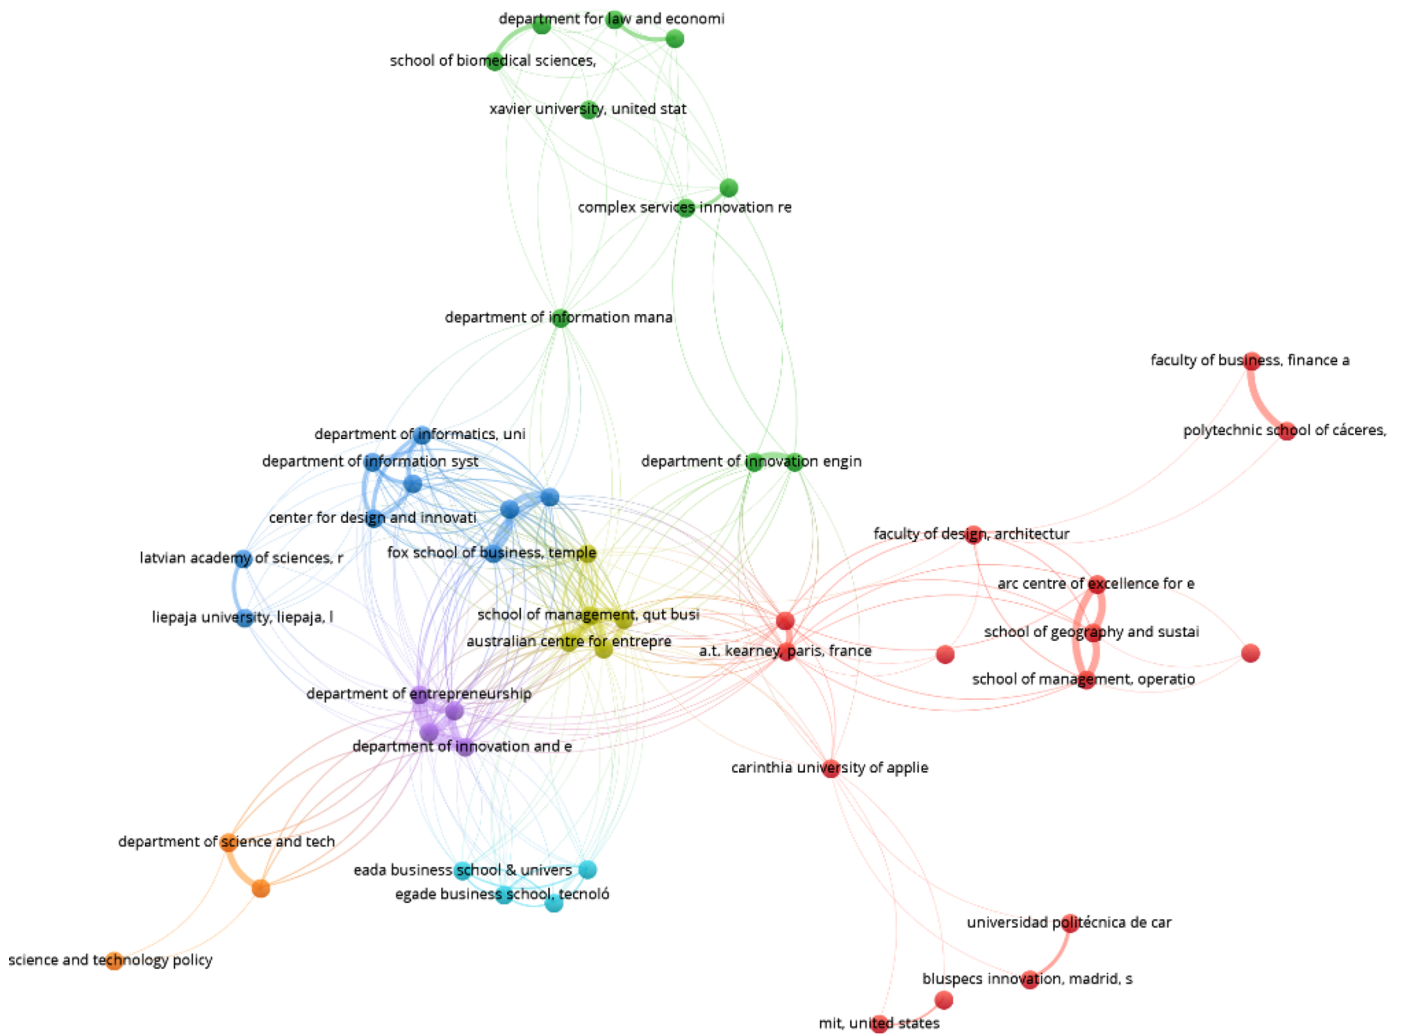 department for law and economi
school of biomedical sciences,
xavier university, united stat
complex services innovation re
department of information mana
faculty of business, finance a
polytechnic school of cáceres,
department of informatics, uni
department of information syst
department of innovation engin
center for design and innovati
faculty of design, architectur
latvian academy of sciences, r
fox school of business, temple
arc centre of excellence for e
liepaja university, liepaja, l
school of management, qut busi
school of geography and sustai
australian centre for entrepre
a.t. kearney, paris, france
school of management, operatio
department of entrepreneurship
department of innovation and e
carinthia university of applie
department of science and tech
eada business school & univers
egade business school, tecnoló
universidad politécnica de car
science and technology policy
bluspecs innovation, madrid, s
mit, united states